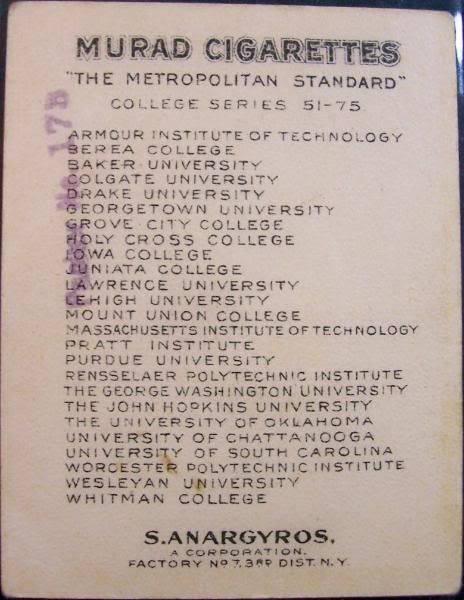 MURAD CIGARETTES
"THE METROPOLITAN STANDARD"
COLLEGE SERIES 51-75
ARMOUR INSTITUTE OF TECHNOLOGY
BEREA COLLEGE
BAKER UNIVERSITY
COLGATE UNIVERSITY
DRAKE UNIVERSITY
GEORGETOWN UNIVERSITY
GROVE CITY COLLEGE
HOLY CROSS COLLEGE
IOWA COLLEGE
JUNIATA COLLEGE
LAWRENCE UNIVERSITY
LEHIGH UNIVERSITY
MOUNT UNION COLLEGE
MASSACHUSETTS INSTITUTE OF TECHNOLOGY
PRATT INSTITUTE
PURDUE UNIVERSITY
RENSSELAER POLYTECHNIC INSTITUTE
THE GEORGE WASHINGTON UNIVERSITY
THE JOHN HOPKINS UNIVERSITY
THE UNIVERSITY OF OKLAHOMA
UNIVERSITY OF CHATTANOOGA
UNIVERSITY OF SOUTH CAROLINA
WORCESTER POLYTECHNIC INSTITUTE
WESLEYAN UNIVERSITY
WHITMAN COLLEGE
S. ANARGYROS,
A CORPORATION.
FACTORY NO 7, 3RD DIST. N.Y.
17B